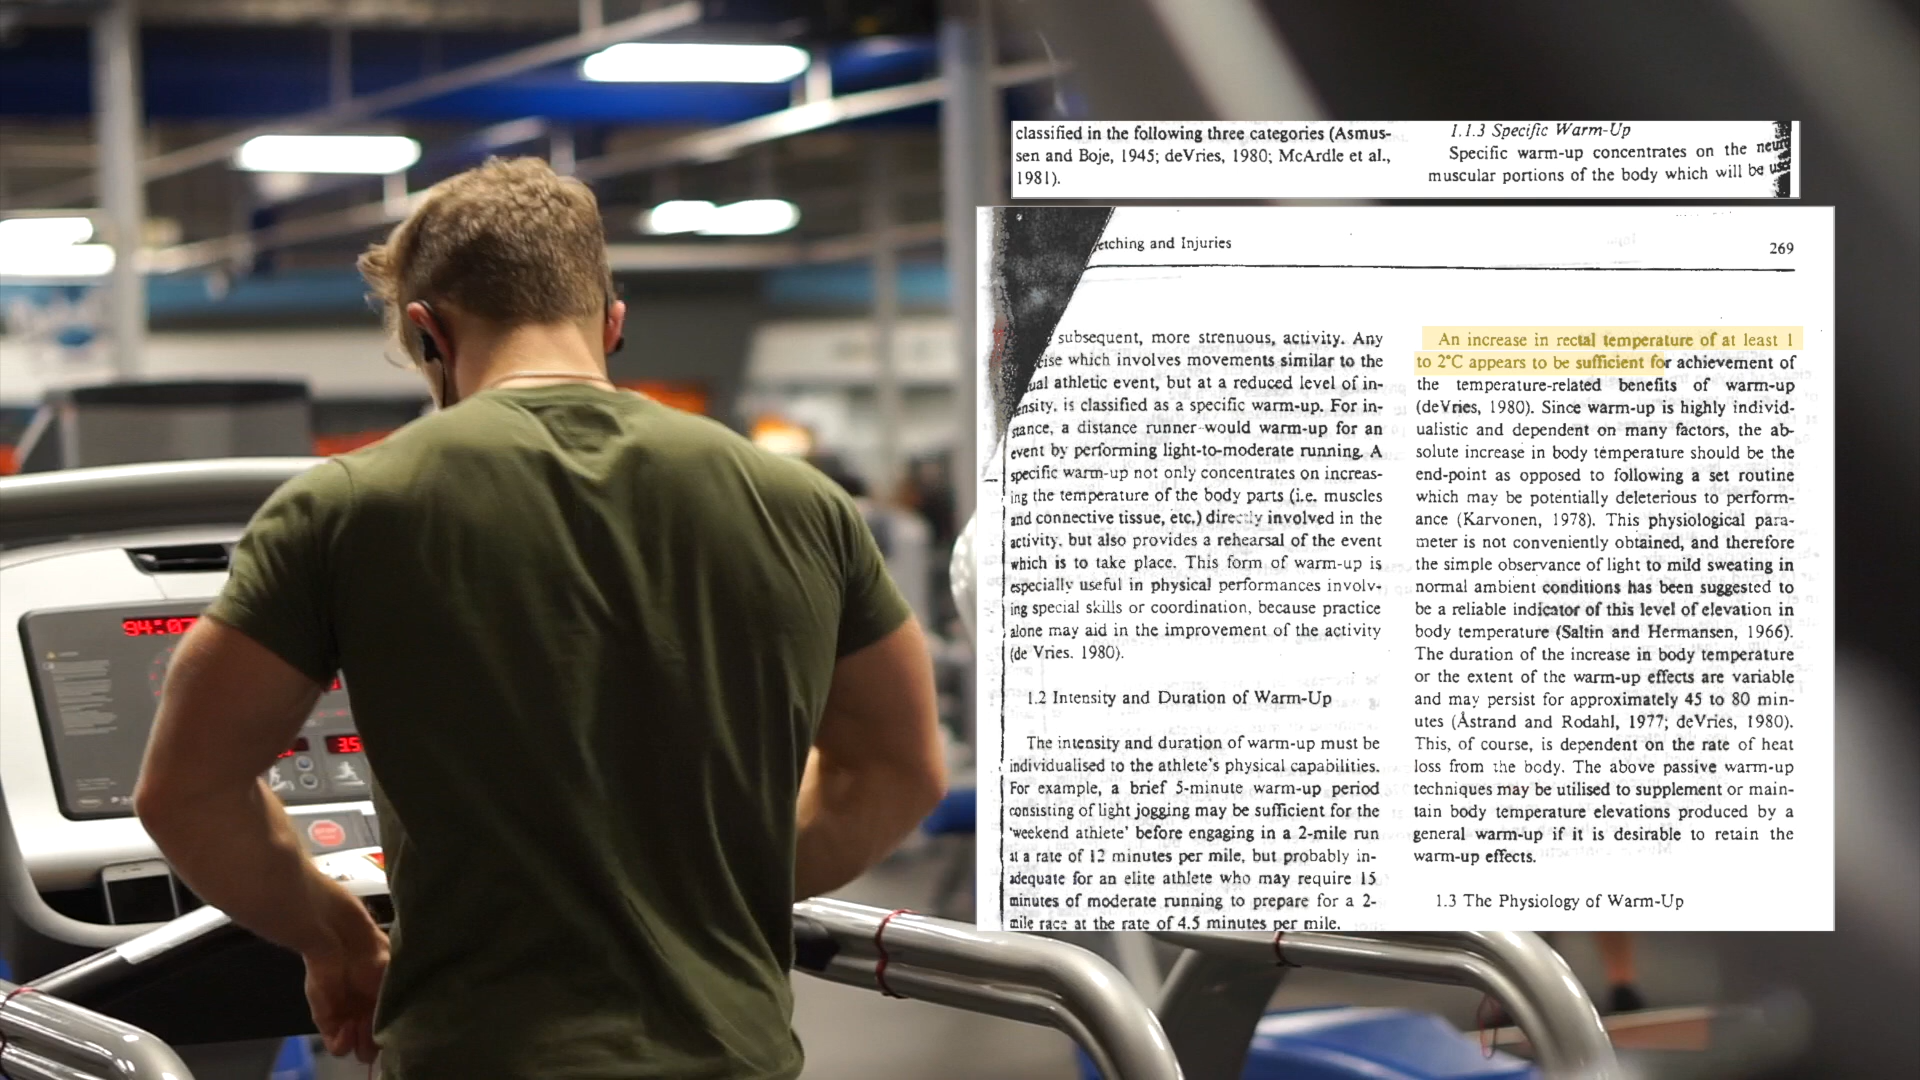 classified in the following three categories (Asmus-
sen and Boje, 1945; deVries, 1980; McArdle et al.,
1981).
1.1.3 Specific Warm-Up
Specific warm-up concentrates on the
muscular portions of the body which will be
etching and Injuries
269
subsequent, more strenuous, activity. Any
cise which involves movements similar to the
ual athletic event, but at a reduced level of in-
ensity, is classified as a specific warm-up. For in-
stance, a distance runner would warm-up for an
event by performing light-to-moderate running. A
specific warm-up not only concentrates on increas-
ing the temperature of the body parts (i.e. muscles
and connective tissue, etc.) directly involved in the
activity, but also provides a rehearsal of the event
which is to take place. This form of warm-up is
especially useful in physical performances involv-
ing special skills or coordination, because practice
alone may aid in the improvement of the activity
(de Vries. 1980).
1.2 Intensity and Duration of Warm-Up
The intensity and duration of warm-up must be
individualised to the athlete's physical capabilities.
For example, a brief 5-minute warm-up period
consisting of light jogging may be sufficient for the
'weekend athlete' before engaging in a 2-mile run
at a rate of 12 minutes per mile, but probably in-
adequate for an elite athlete who may require 15
minutes of moderate running to prepare for a 2-
mile race at the rate of 4.5 minutes per mile.
An increase in rectal temperature of at least 1
to 2°C appears to be sufficient for achievement of
the temperature-related benefits of warm-up
(deVries, 1980). Since warm-up is highly individ-
ualistic and dependent on many factors, the ab-
solute increase in body temperature should be the
end-point as opposed to following a set routine
which may be potentially deleterious to perform-
ance (Karvonen, 1978). This physiological para-
meter is not conveniently obtained, and therefore
the simple observance of light to mild sweating in
normal ambient conditions has been suggested to
be a reliable indicator of this level of elevation in
body temperature (Saltin and Hermansen, 1966).
The duration of the increase in body temperature
or the extent of the warm-up effects are variable
and may persist for approximately 45 to 80 min-
utes (Åstrand and Rodahl, 1977; deVries, 1980).
This, of course, is dependent on the rate of heat
loss from the body. The above passive warm-up
techniques may be utilised to supplement or main-
tain body temperature elevations produced by a
general warm-up if it is desirable to retain the
warm-up effects.
1.3 The Physiology of Warm-Up
94:07
3.5